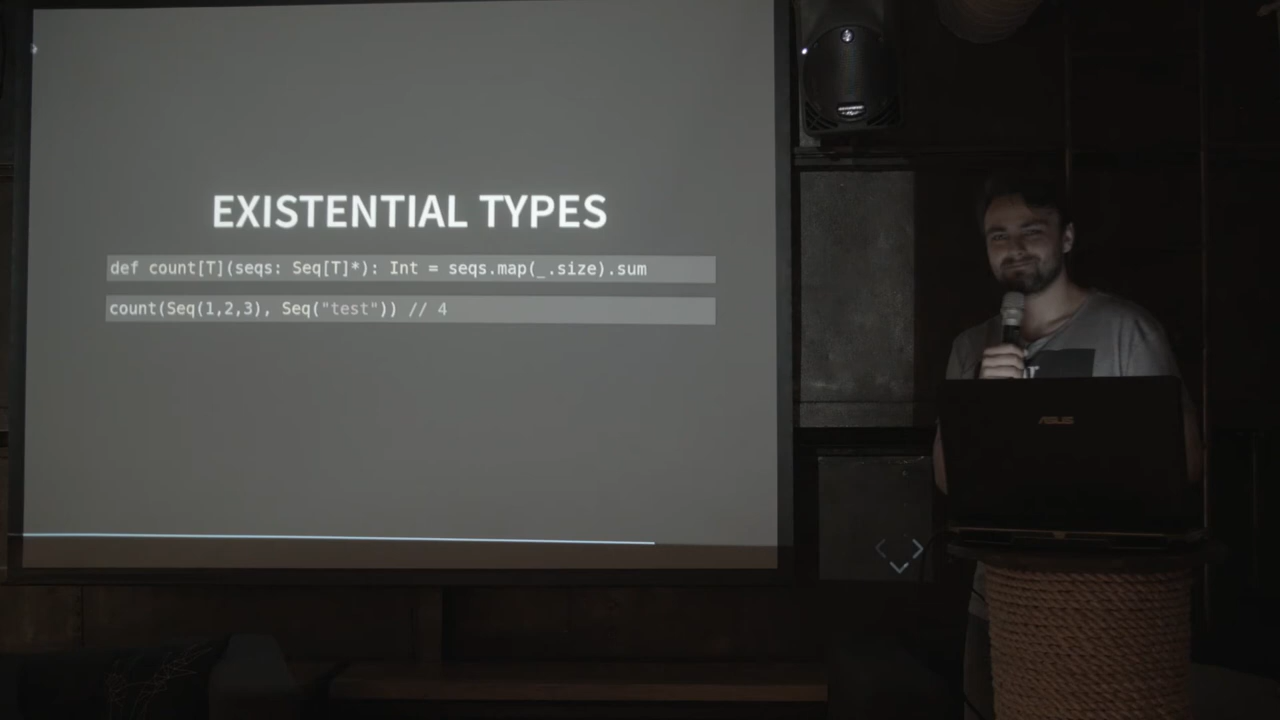 EXISTENTIAL TYPES
def count[T](seqs: Seq[T]*): Int = seqs.map(_.size).sum
count(Seq(1,2,3), Seq("test")) // 4
ASUS